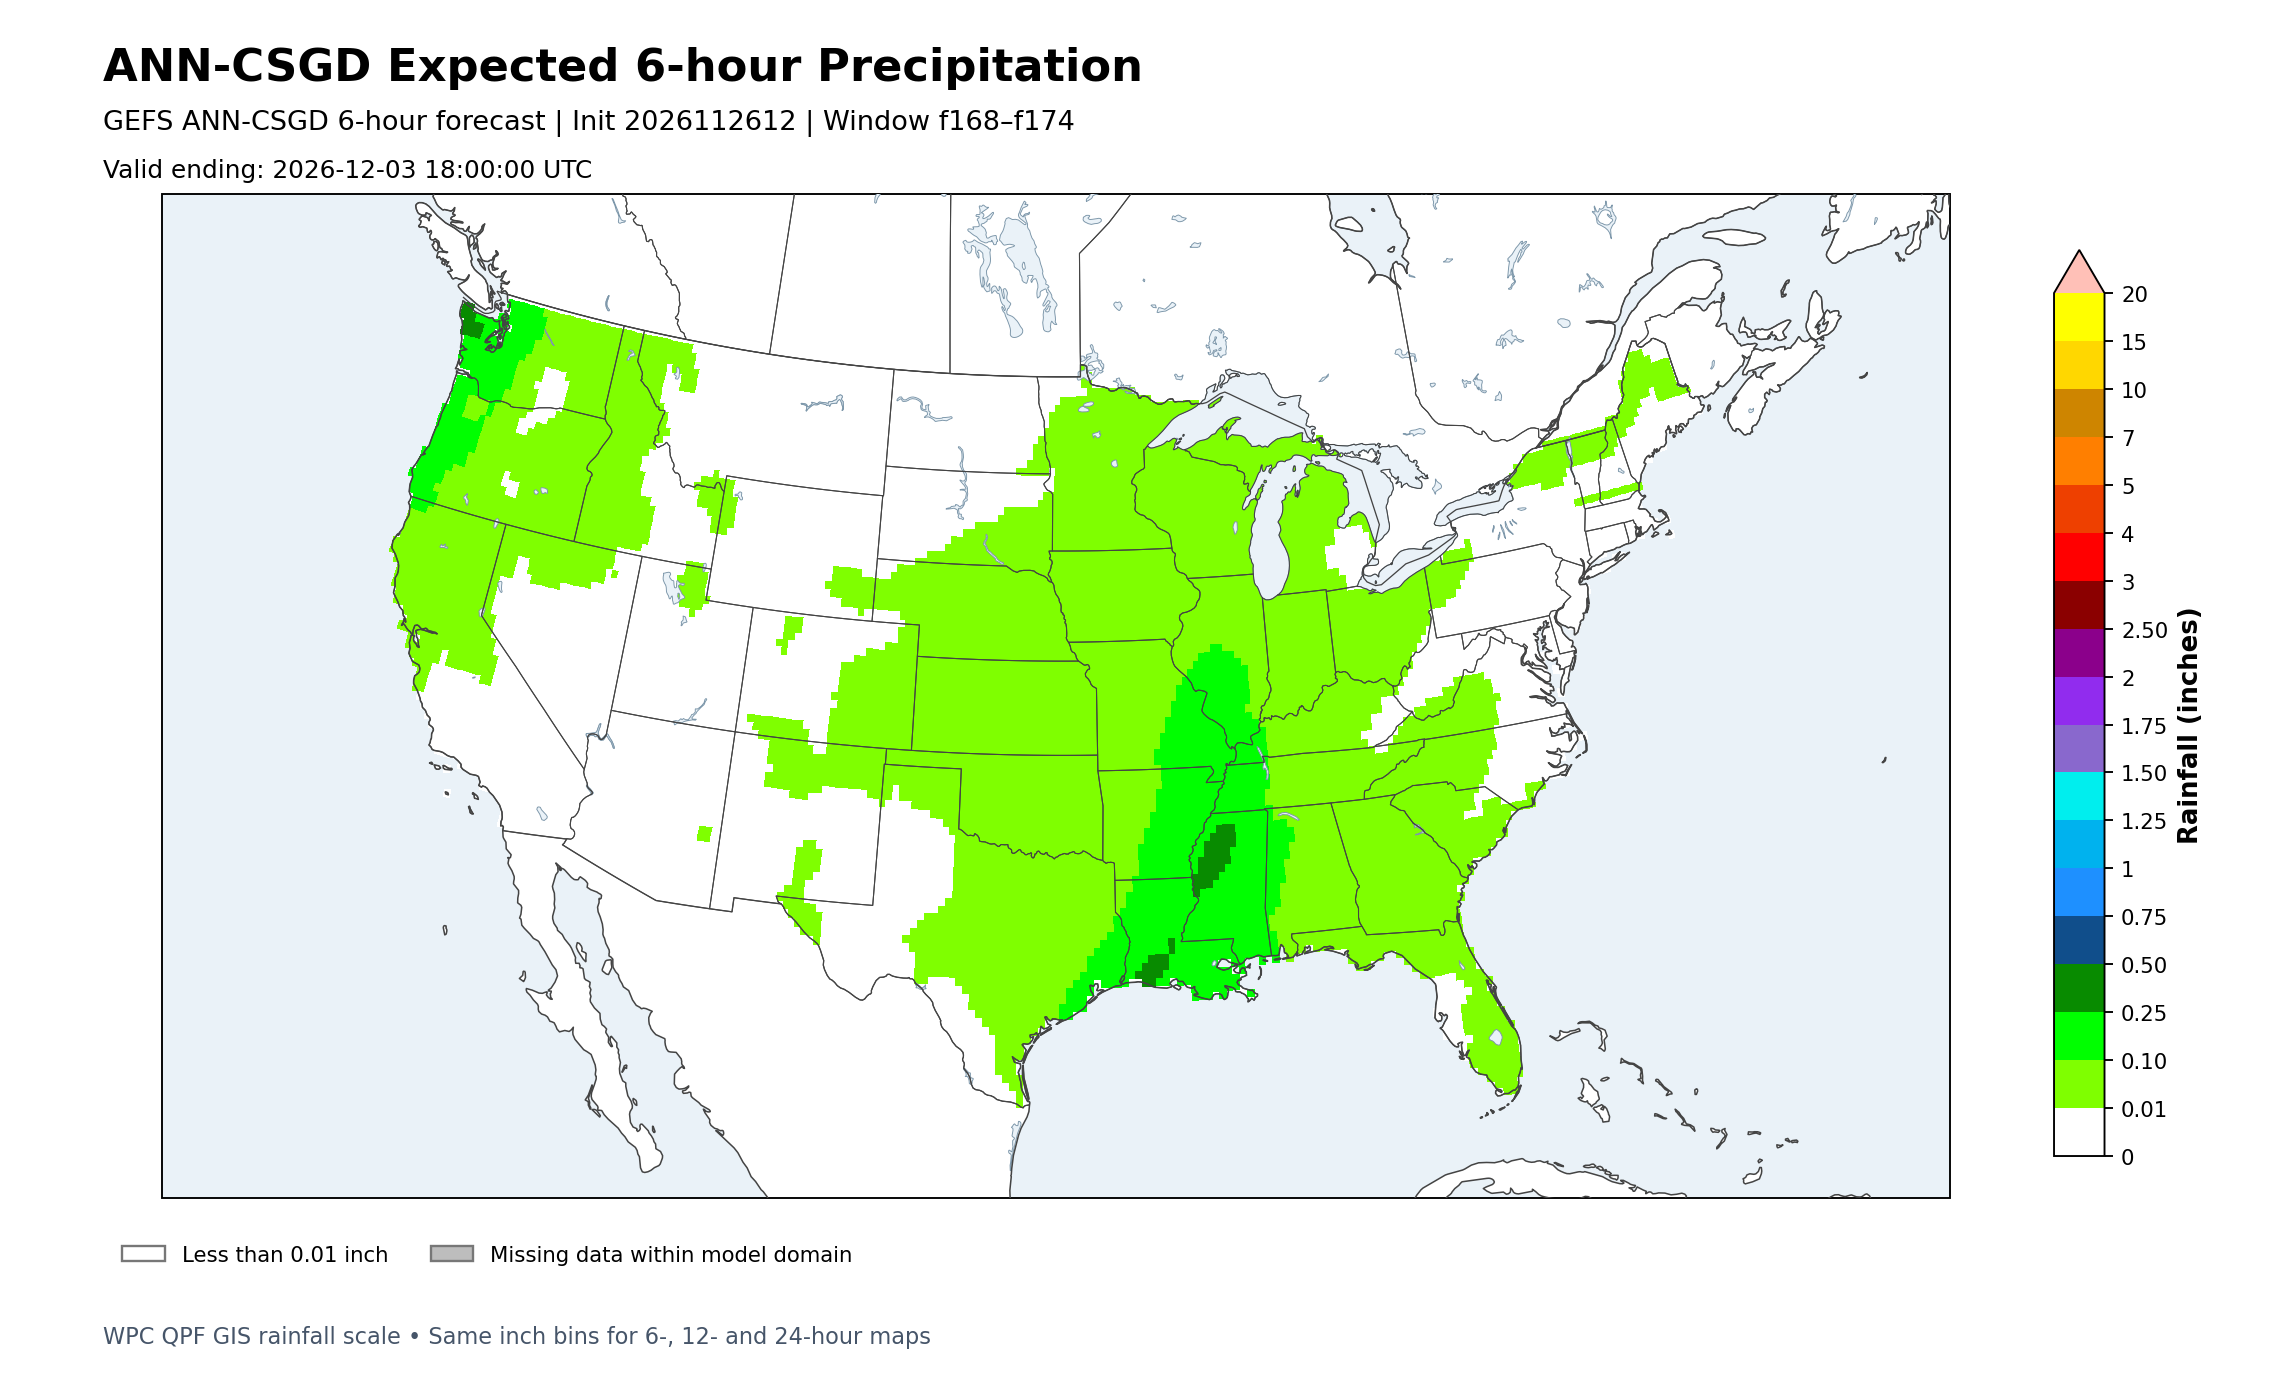 ANN-CSGD Expected 6-hour Precipitation
GEFS ANN-CSGD 6-hour forecast | Init 2026112612 | Window f168–f174
Valid ending: 2026-12-03 18:00:00 UTC
20
15
10
7
5
4
3
2.50
2
1.75
1.50
1.25
1
0.75
0.50
0.25
0.10
0.01
0
Rainfall (inches)
Less than 0.01 inch
Missing data within model domain
WPC QPF GIS rainfall scale • Same inch bins for 6-, 12- and 24-hour maps